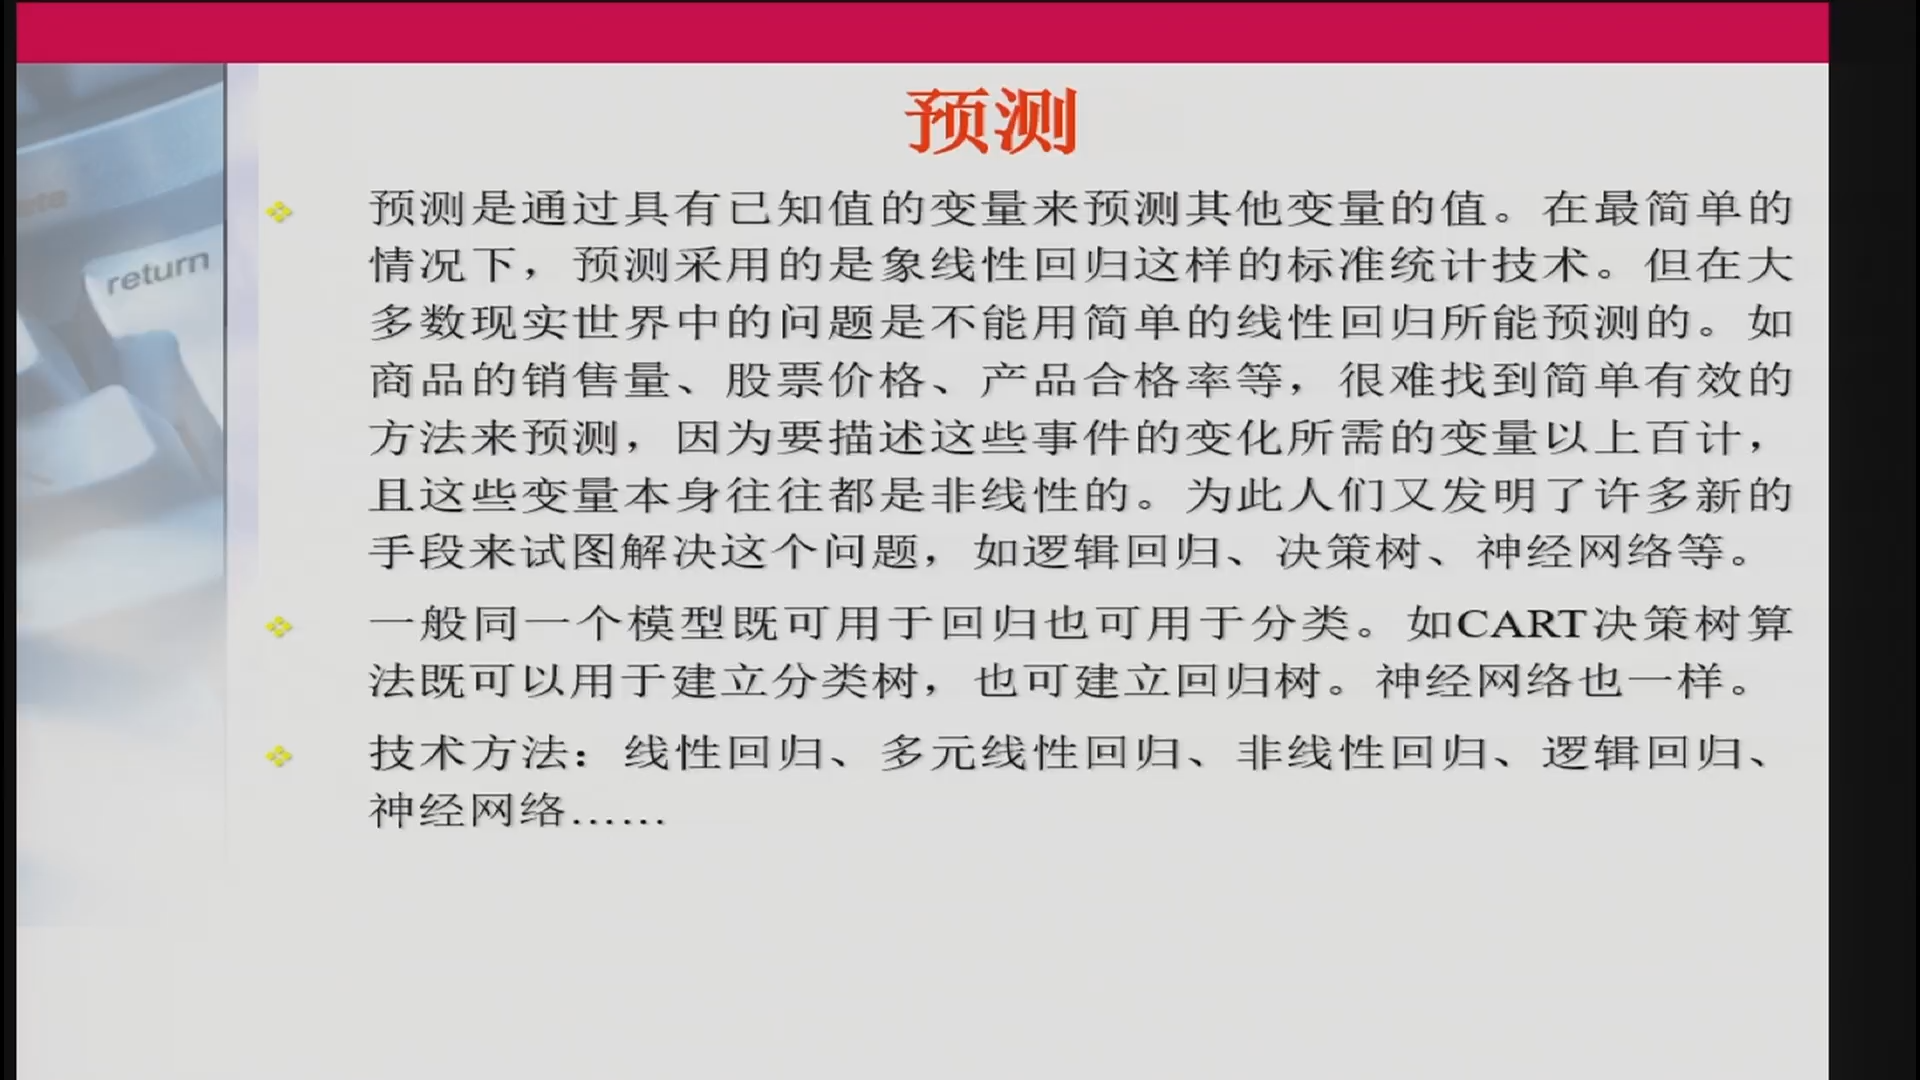 预测
预测是通过具有已知值的变量来预测其他变量的值。在最简单的
情况下，预测采用的是象线性回归这样的标准统计技术。但在大
多数现实世界中的问题是不能用简单的线性回归所能预测的。如
商品的销售量、股票价格、产品合格率等，很难找到简单有效的
方法来预测，因为要描述这些事件的变化所需的变量以上百计，
且这些变量本身往往都是非线性的。为此人们又发明了许多新的
手段来试图解决这个问题，如逻辑回归、决策树、神经网络等。
一般同一个模型既可用于回归也可用于分类。如CART决策树算
法既可以用于建立分类树，也可建立回归树。神经网络也一样。
技术方法：线性回归、多元线性回归、非线性回归、逻辑回归、
神经网络……
return